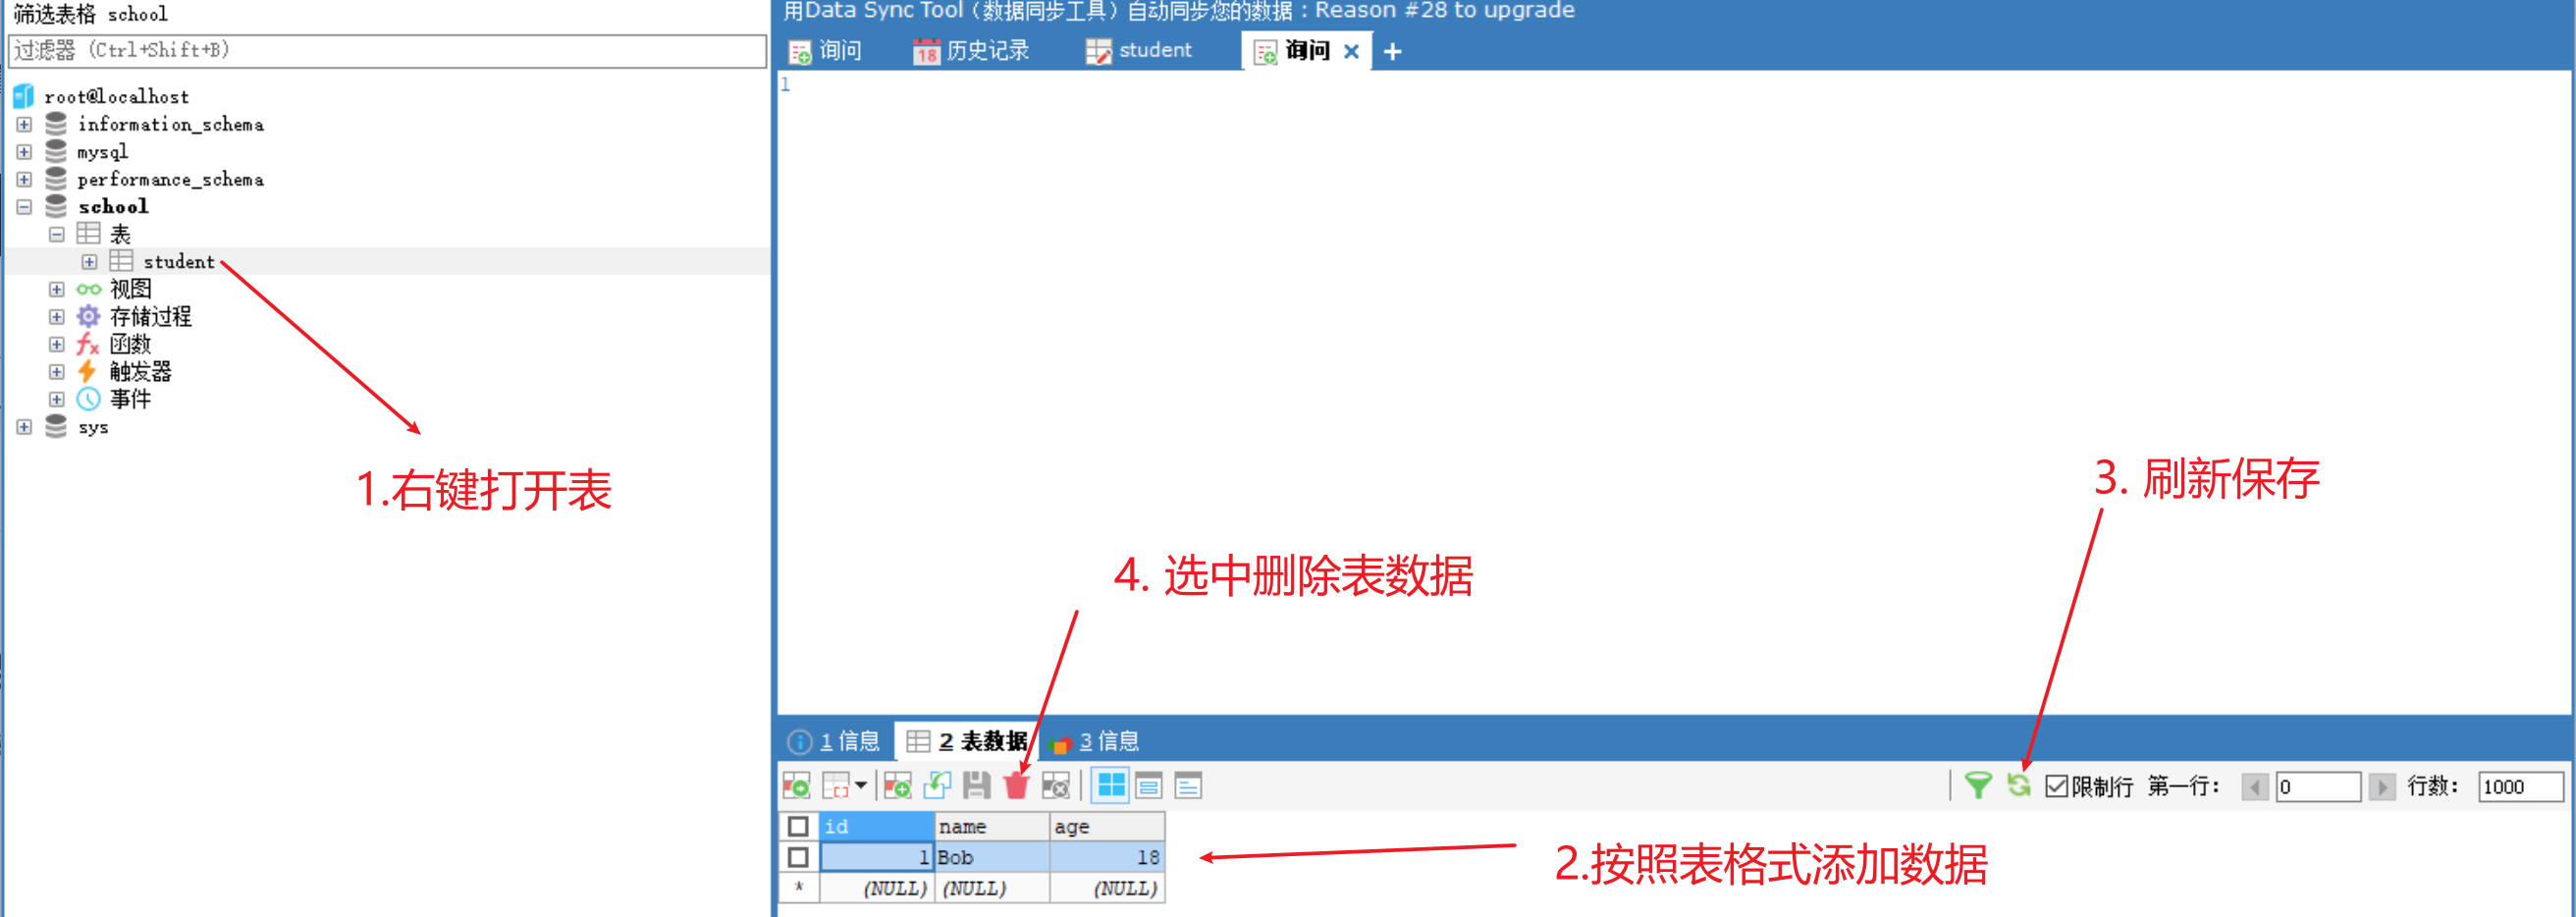 筛选表格 school
过滤器 (Ctrl+Shift+B)
root@localhost
information_schema
mysql
performance_schema
school
表
student
视图
存储过程
函数
触发器
事件
sys
1.右键打开表
用Data Sync Tool（数据同步工具）自动同步您的数据：Reason #28 to upgrade
询问 18 历史记录 student 询问
1
3. 刷新保存
4. 选中删除表数据
1 信息 2 表数据 3 信息
限制行 第一行： 0 行数： 1000
id name age
1 Bob 18
* (NULL) (NULL) (NULL)
2.按照表格式添加数据